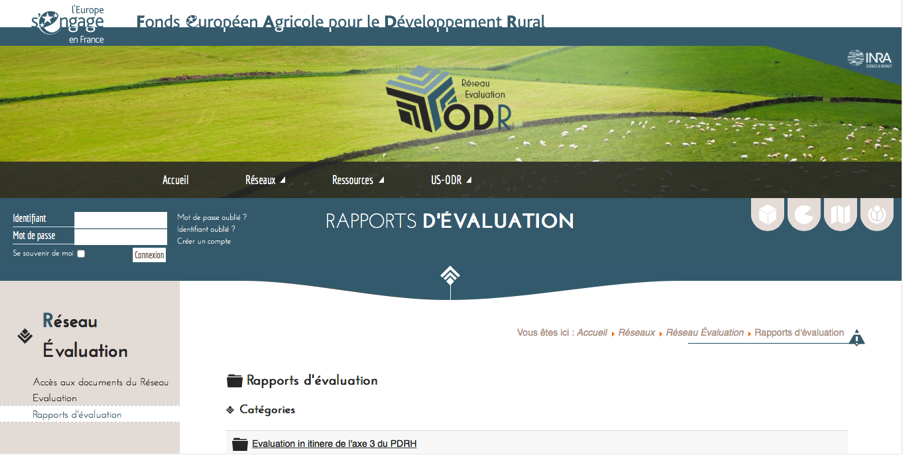 l'Europe
s'engage
en France
Fonds européen Agricole pour le Développement Rural
INRA
SCIENCE & IMPACT
Réseau
Evaluation
ODR
Accueil
Réseaux
Ressources
US-ODR
Identifiant
Mot de passe
Se souvenir de moi
Connexion
Mot de passe oublié ?
Identifiant oublié ?
Créer un compte
RAPPORTS D'ÉVALUATION
Réseau
Évaluation
Accès aux documents du Réseau
Evaluation
Rapports d'évaluation
Vous êtes ici : Accueil Réseaux Réseau Évaluation Rapports d'évaluation
Rapports d'évaluation
Catégories
Evaluation in itinere de l'axe 3 du PDRH